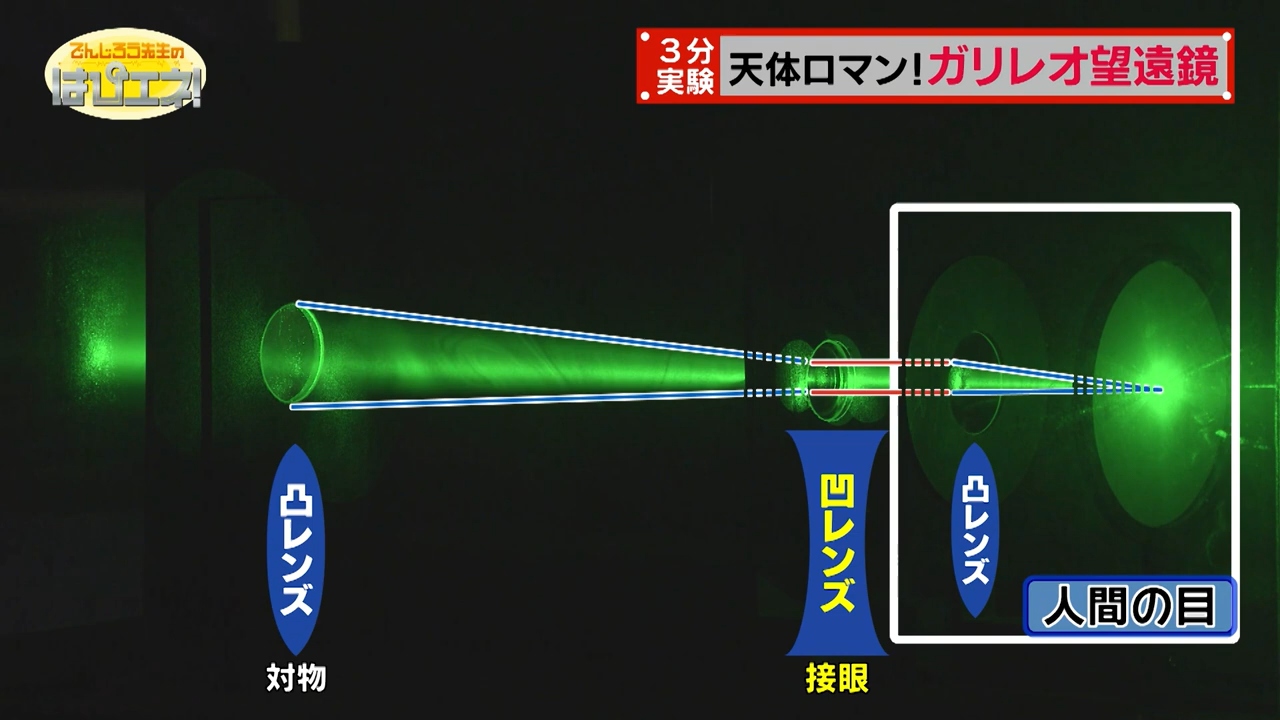 でんじろう先生の
はぴエネ!
3分
実験
天体ロマン!ガリレオ望遠鏡
凸レンズ
凹レンズ
凸レンズ
人間の目
対物
接眼